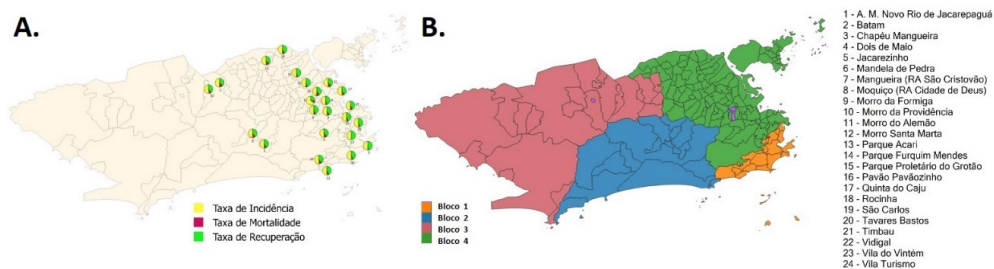 A.
Taxa de Incidência
Taxa de Mortalidade
Taxa de Recuperação
B.
Bloco 1
Bloco 2
Bloco 3
Bloco 4
1 - A. M. Novo Rio de Jacarepaguá
2 - Batam
3 - Chapéu Mangueira
4 - Dois de Maio
5 - Jacarezinho
6 - Mandela de Pedra
7 - Mangueira (RA São Cristovão)
8 - Moquiço (RA Cidade de Deus)
9 - Morro da Formiga
10 - Morro da Providência
11 - Morro do Alemão
12 - Morro Santa Marta
13 - Parque Acari
14 - Parque Furquim Mendes
15 - Parque Proletário do Grotão
16 - Pavão Pavãozinho
17 - Quinta do Caju
18 - Rocinha
19 - São Carlos
20 - Tavares Bastos
21 - Timbau
22 - Vidigal
23 - Vila do Vintém
24 - Vila Turismo